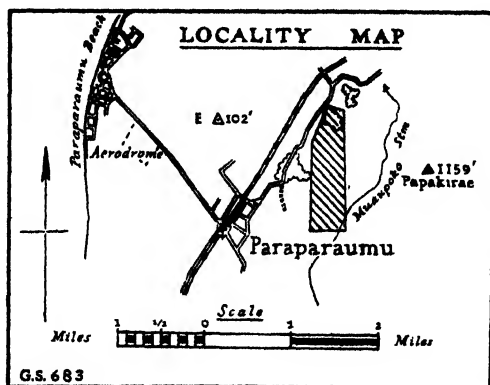 LOCALITY MAP
Paraparaumu Beach
E △102'
Aerodrome
Muaupoko Stm
△1159'
Papakirae
Paraparaumu
Scale
Miles 1 1/2 0 1 2 Miles
G.S. 683